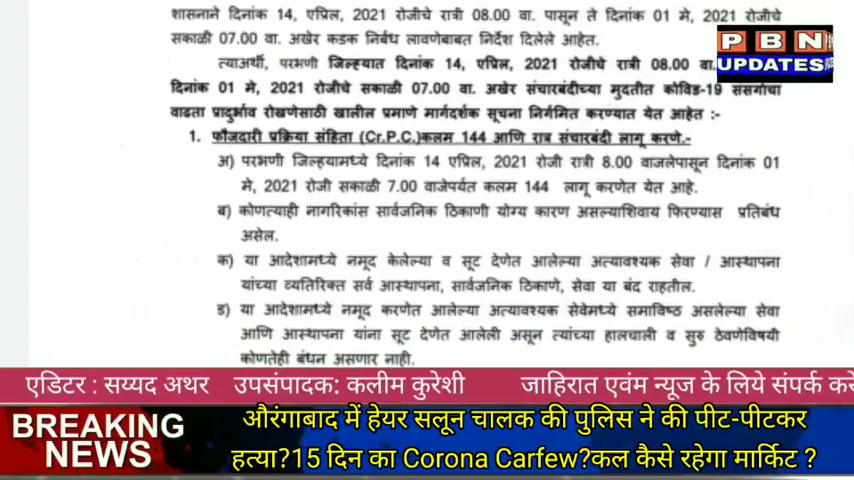 शासनाने दिनांक 14, एप्रिल, 2021 रोजीचे रात्री 08.00 वा. पासून ते दिनांक 01 मे, 2021 रोजीचे
सकाळी 07.00 वा. अखेर कडक निर्बंध लावणेबाबत निर्देश दिलेले आहेत.
त्याअर्थी, परभणी जिल्ह्यात दिनांक 14, एप्रिल, 2021 रोजीचे रात्री 08.00 वा.
दिनांक 01 मे, 2021 रोजीचे सकाळी 07.00 वा. अखेर संचारबंदीच्या मुदतीत कोविड-19 संसर्गाचा
वाढता प्रादुर्भाव रोखणेसाठी खालील प्रमाणे मार्गदर्शक सूचना निर्गमित करण्यात येत आहेत :-
1. फौजदारी प्रक्रिया संहिता (Cr.P.C.)कलम 144 आणि रात्र संचारबंदी लागू करणे.-
अ) परभणी जिल्ह्यामध्ये दिनांक 14 एप्रिल, 2021 रोजी रात्री 8.00 वाजलेपासून दिनांक 01
मे, 2021 रोजी सकाळी 7.00 वाजेपर्यत कलम 144 लागू करणेत येत आहे.
ब) कोणत्याही नागरिकांस सार्वजनिक ठिकाणी योग्य कारण असल्याशिवाय फिरण्यास प्रतिबंध
असेल.
क) या आदेशामध्ये नमूद केलेल्या व सूट देणेत आलेल्या अत्यावश्यक सेवा / आस्थापना
यांच्या व्यतिरिक्त सर्व आस्थापना, सार्वजनिक ठिकाणे, सेवा या बंद राहतील.
ड) या आदेशामध्ये नमूद करणेत आलेल्या अत्यावश्यक सेवेमध्ये समाविष्ठ असलेल्या सेवा
आणि आस्थापना यांना सूट देणेत आलेली असून त्यांच्या हालचाली व सुरु ठेवणेविषयी
कोणतेही बंधन असणार नाही.
PBN
UPDATES
एडिटर : सय्यद अथर उपसंपादक: कलीम कुरेशी जाहिरात एवंम न्यूज के लिये संपर्क करे
BREAKING
NEWS
औरंगाबाद में हेयर सलून चालक की पुलिस ने की पीट-पीटकर
हत्या?15 दिन का Corona Carfew?कल कैसे रहेगा मार्किट ?